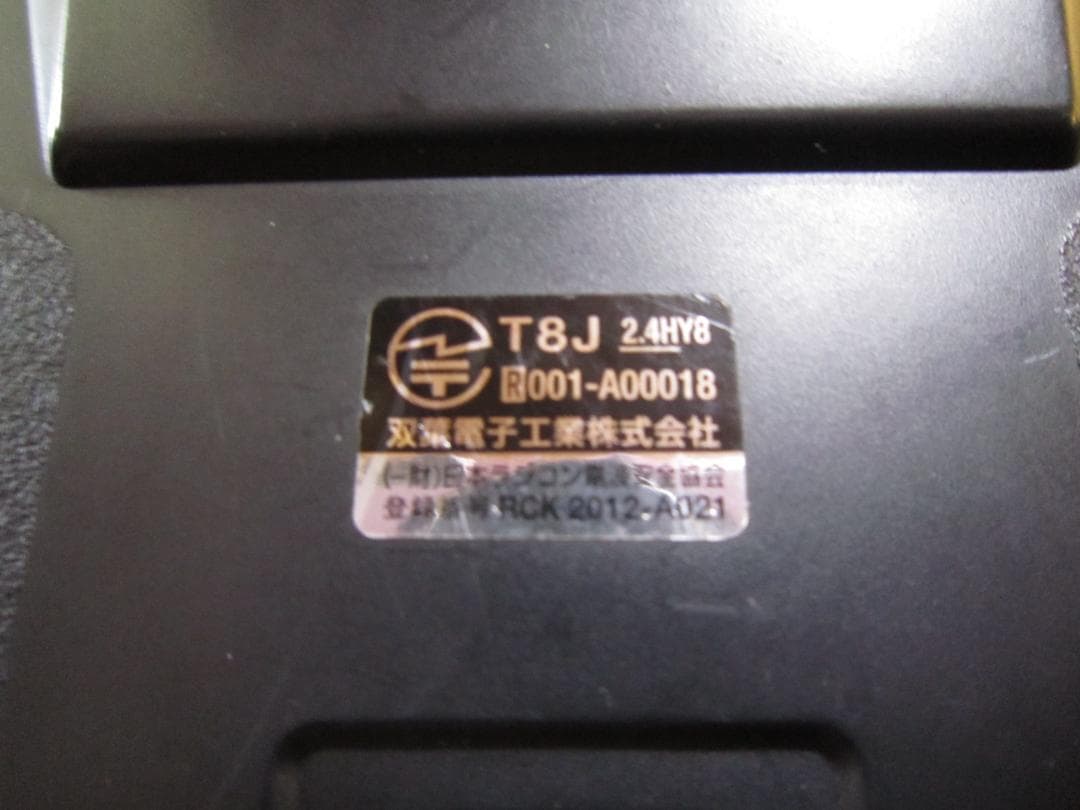 T8J 2.4HY8
R001-A00018
双葉電子工業株式会社
(一財)日本ラジコン電波安全協会
登録番号 RCK 2012-A021